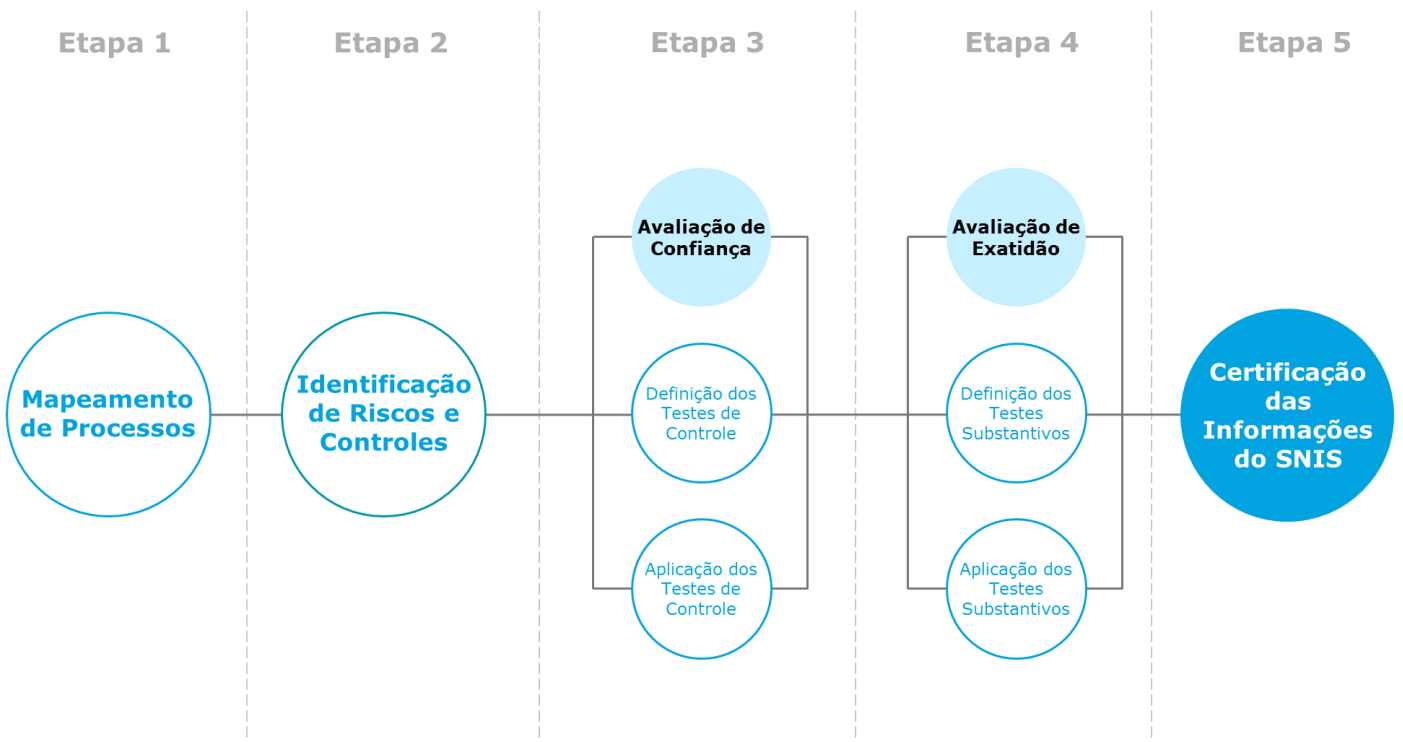 Etapa 1
Etapa 2
Etapa 3
Etapa 4
Etapa 5
Mapeamento
de Processos
Identificação
de Riscos e
Controles
Avaliação de
Confiança
Definição dos
Testes de
Controle
Aplicação dos
Testes de
Controle
Avaliação de
Exatidão
Definição dos
Testes
Substantivos
Aplicação dos
Testes
Substantivos
Certificação
das
Informações
do SNIS